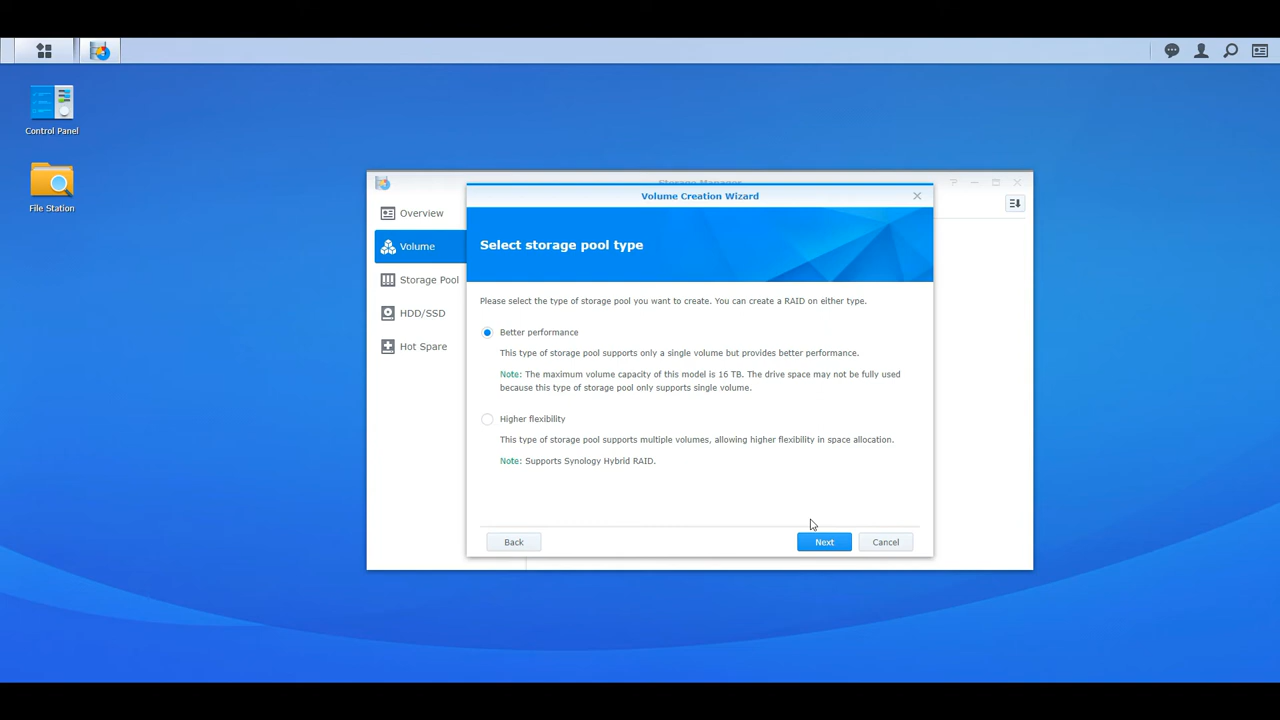 Control Panel
File Station
Storage Manager
Overview
Volume
Storage Pool
HDD/SSD
Hot Spare
Volume Creation Wizard
Select storage pool type
Please select the type of storage pool you want to create. You can create a RAID on either type.
Better performance
This type of storage pool supports only a single volume but provides better performance.
Note: The maximum volume capacity of this model is 16 TB. The drive space may not be fully used
because this type of storage pool only supports single volume.
Higher flexibility
This type of storage pool supports multiple volumes, allowing higher flexibility in space allocation.
Note: Supports Synology Hybrid RAID.
Back
Next
Cancel